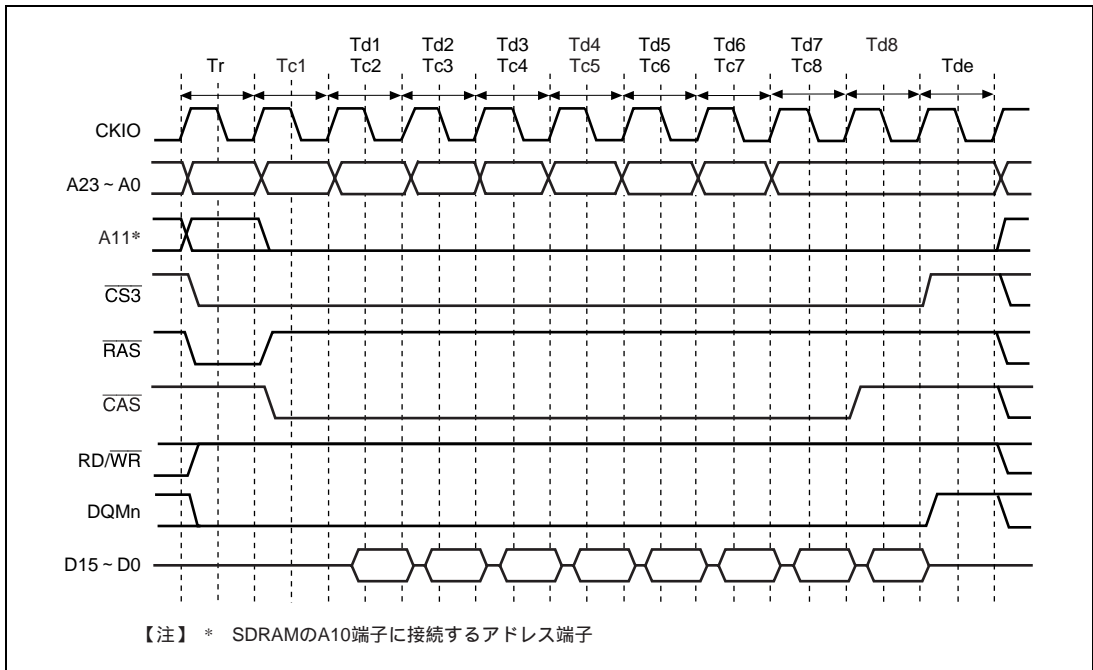 Td1 Td2 Td3 Td4 Td5 Td6 Td7 Td8
Tr Tc1 Tc2 Tc3 Tc4 Tc5 Tc6 Tc7 Tc8 Tde
CKIO
A23 ~ A0
A11*
CS3
RAS
CAS
RD/WR
DQMn
D15 ~ D0
【注】 * SDRAMのA10端子に接続するアドレス端子